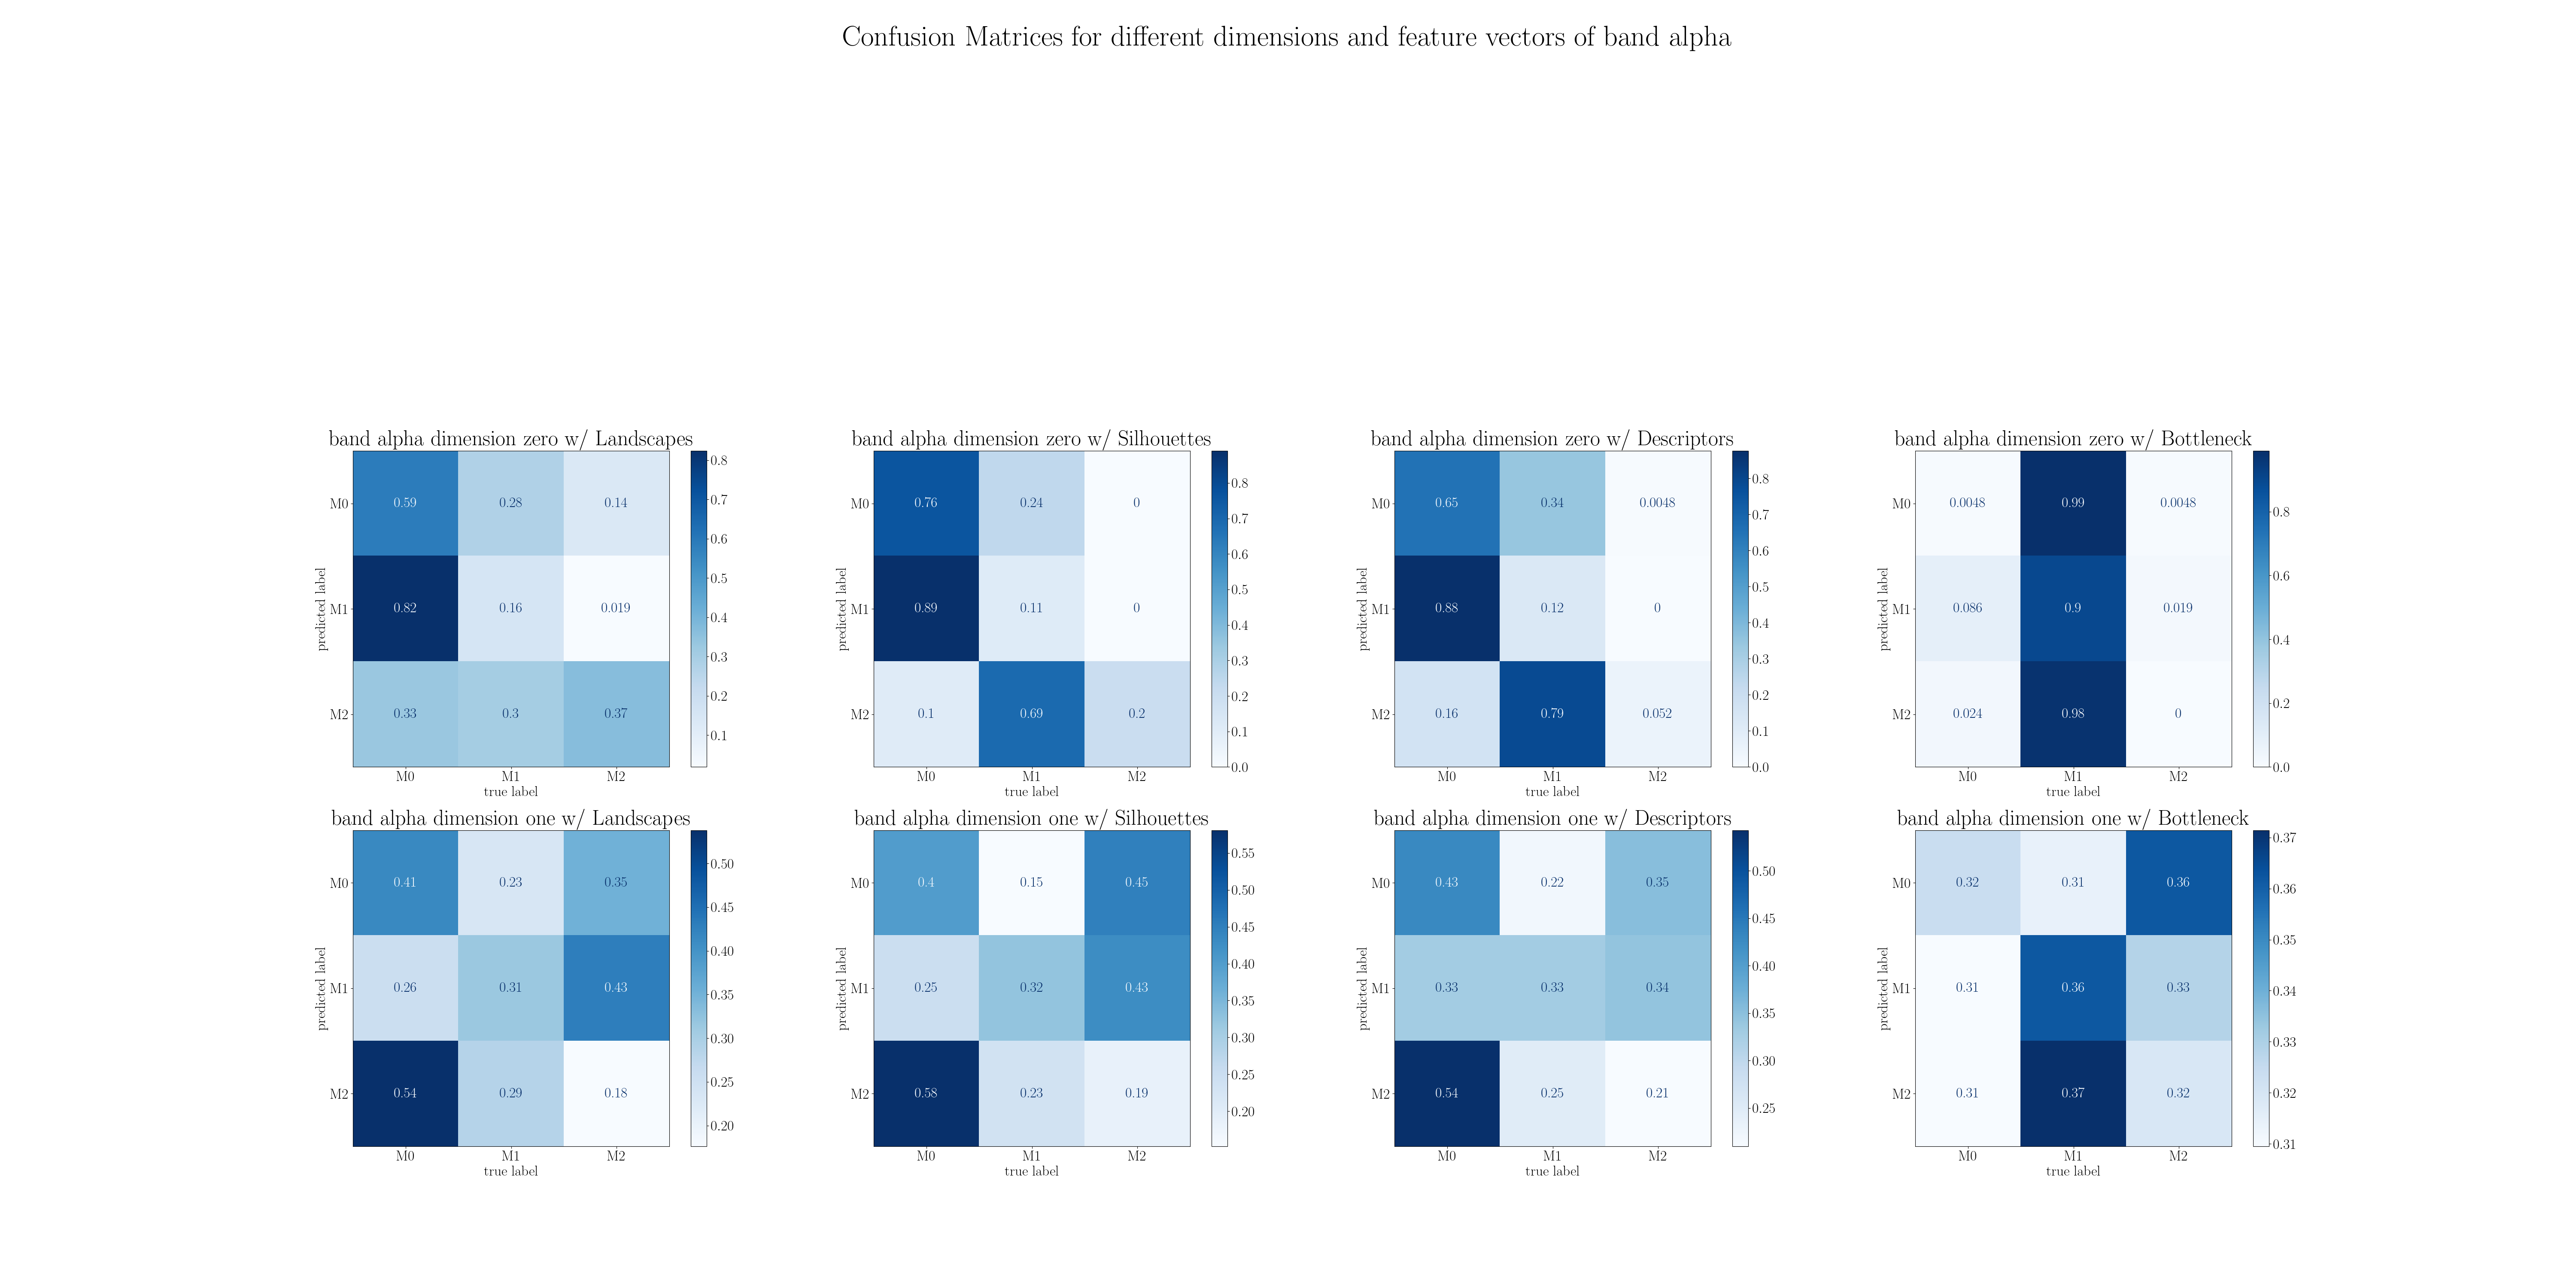 Confusion Matrices for different dimensions and feature vectors of band alpha
band alpha dimension zero w/ Landscapes
0.8
0.7
0.6
0.5
0.4
0.3
0.2
0.1
predicted label
M0 0.59 0.28 0.14
M1 0.82 0.16 0.019
M2 0.33 0.3 0.37
M0 M1 M2
true label
band alpha dimension zero w/ Silhouettes
0.8
0.7
0.6
0.5
0.4
0.3
0.2
0.1
0.0
predicted label
M0 0.76 0.24 0
M1 0.89 0.11 0
M2 0.1 0.69 0.2
M0 M1 M2
true label
band alpha dimension zero w/ Descriptors
0.8
0.7
0.6
0.5
0.4
0.3
0.2
0.1
0.0
predicted label
M0 0.65 0.34 0.0048
M1 0.88 0.12 0
M2 0.16 0.79 0.052
M0 M1 M2
true label
band alpha dimension zero w/ Bottleneck
0.8
0.6
0.4
0.2
0.0
predicted label
M0 0.0048 0.99 0.0048
M1 0.086 0.9 0.019
M2 0.024 0.98 0
M0 M1 M2
true label
band alpha dimension one w/ Landscapes
0.50
0.45
0.40
0.35
0.30
0.25
0.20
predicted label
M0 0.41 0.23 0.35
M1 0.26 0.31 0.43
M2 0.54 0.29 0.18
M0 M1 M2
true label
band alpha dimension one w/ Silhouettes
0.55
0.50
0.45
0.40
0.35
0.30
0.25
0.20
predicted label
M0 0.4 0.15 0.45
M1 0.25 0.32 0.43
M2 0.58 0.23 0.19
M0 M1 M2
true label
band alpha dimension one w/ Descriptors
0.50
0.45
0.40
0.35
0.30
0.25
predicted label
M0 0.43 0.22 0.35
M1 0.33 0.33 0.34
M2 0.54 0.25 0.21
M0 M1 M2
true label
band alpha dimension one w/ Bottleneck
0.37
0.36
0.35
0.34
0.33
0.32
0.31
predicted label
M0 0.32 0.31 0.36
M1 0.31 0.36 0.33
M2 0.31 0.37 0.32
M0 M1 M2
true label